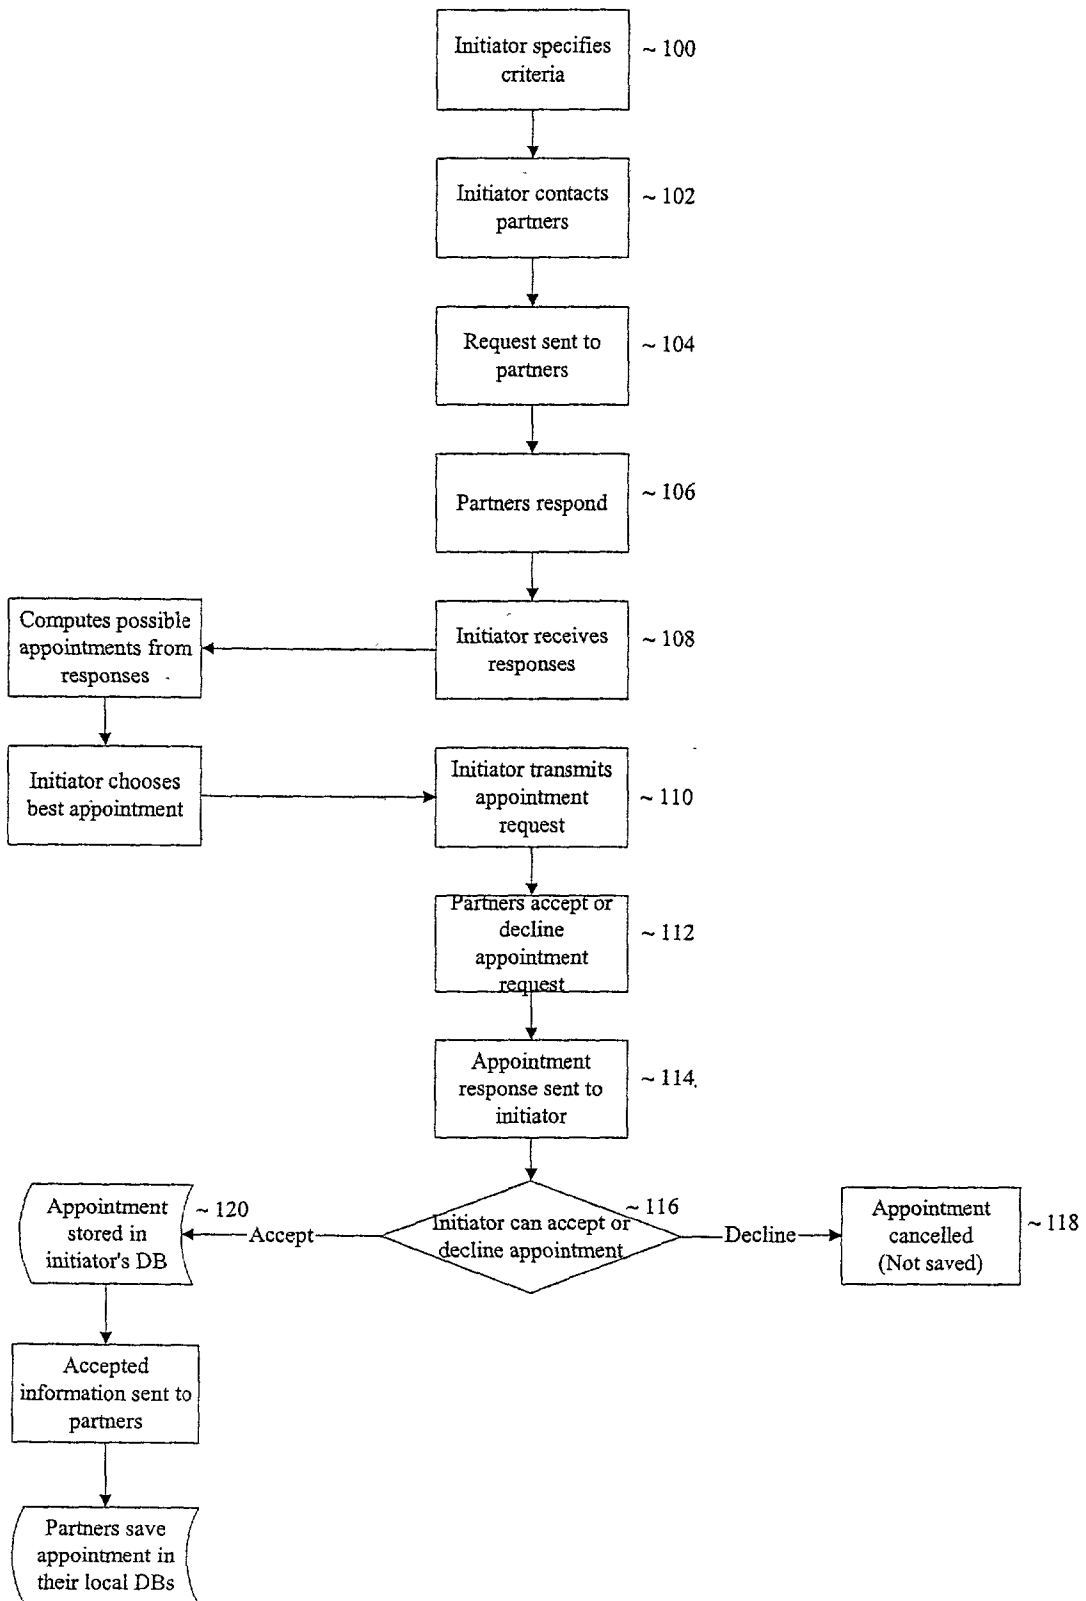 Initiator specifies
criteria
~ 100
Initiator contacts
partners
~ 102
Request sent to
partners
~ 104
Partners respond
~ 106
Initiator receives
responses
~ 108
Computes possible
appointments from
responses
Initiator chooses
best appointment
Initiator transmits
appointment
request
~ 110
Partners accept or
decline
appointment
request
~ 112
Appointment
response sent to
initiator
~ 114
Initiator can accept or
decline appointment
~ 116
Accept
Decline
Appointment
stored in
initiator's DB
~ 120
Appointment
cancelled
(Not saved)
~ 118
Accepted
information sent to
partners
Partners save
appointment in
their local DBs